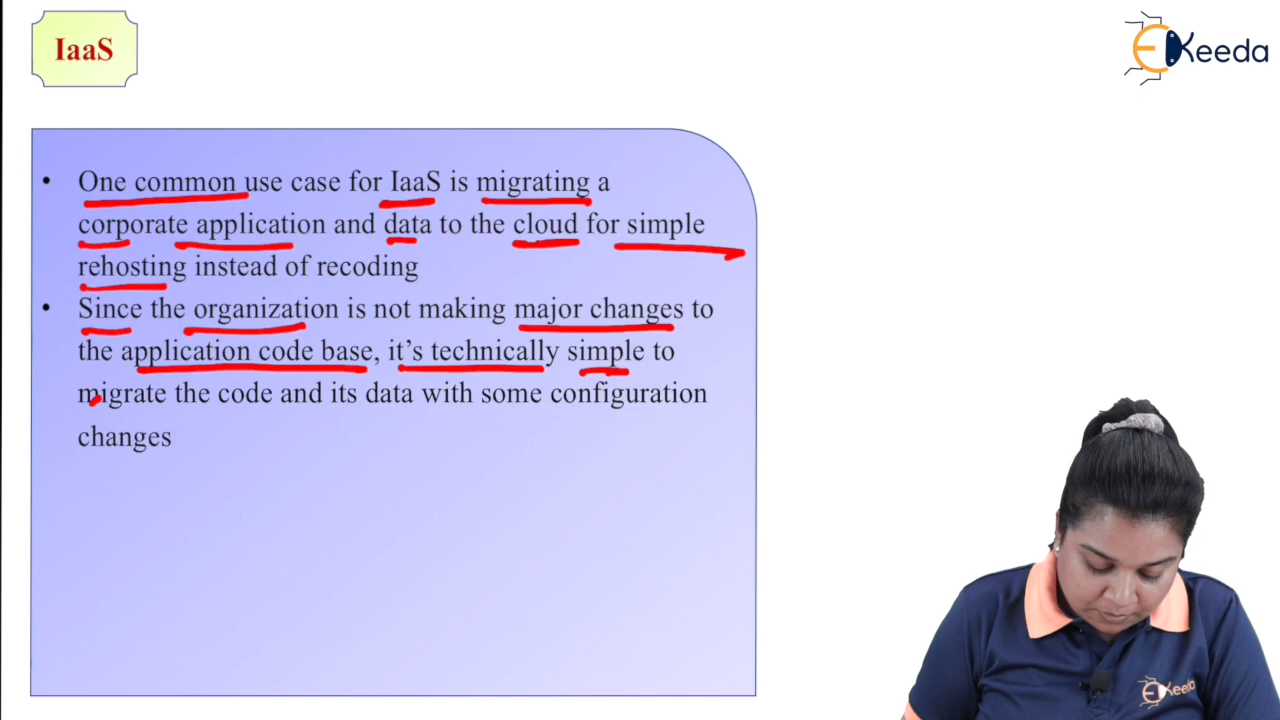 IaaS
EKeeda
• One common use case for IaaS is migrating a
corporate application and data to the cloud for simple
rehosting instead of recoding
• Since the organization is not making major changes to
the application code base, it's technically simple to
migrate the code and its data with some configuration
changes
EKeeda